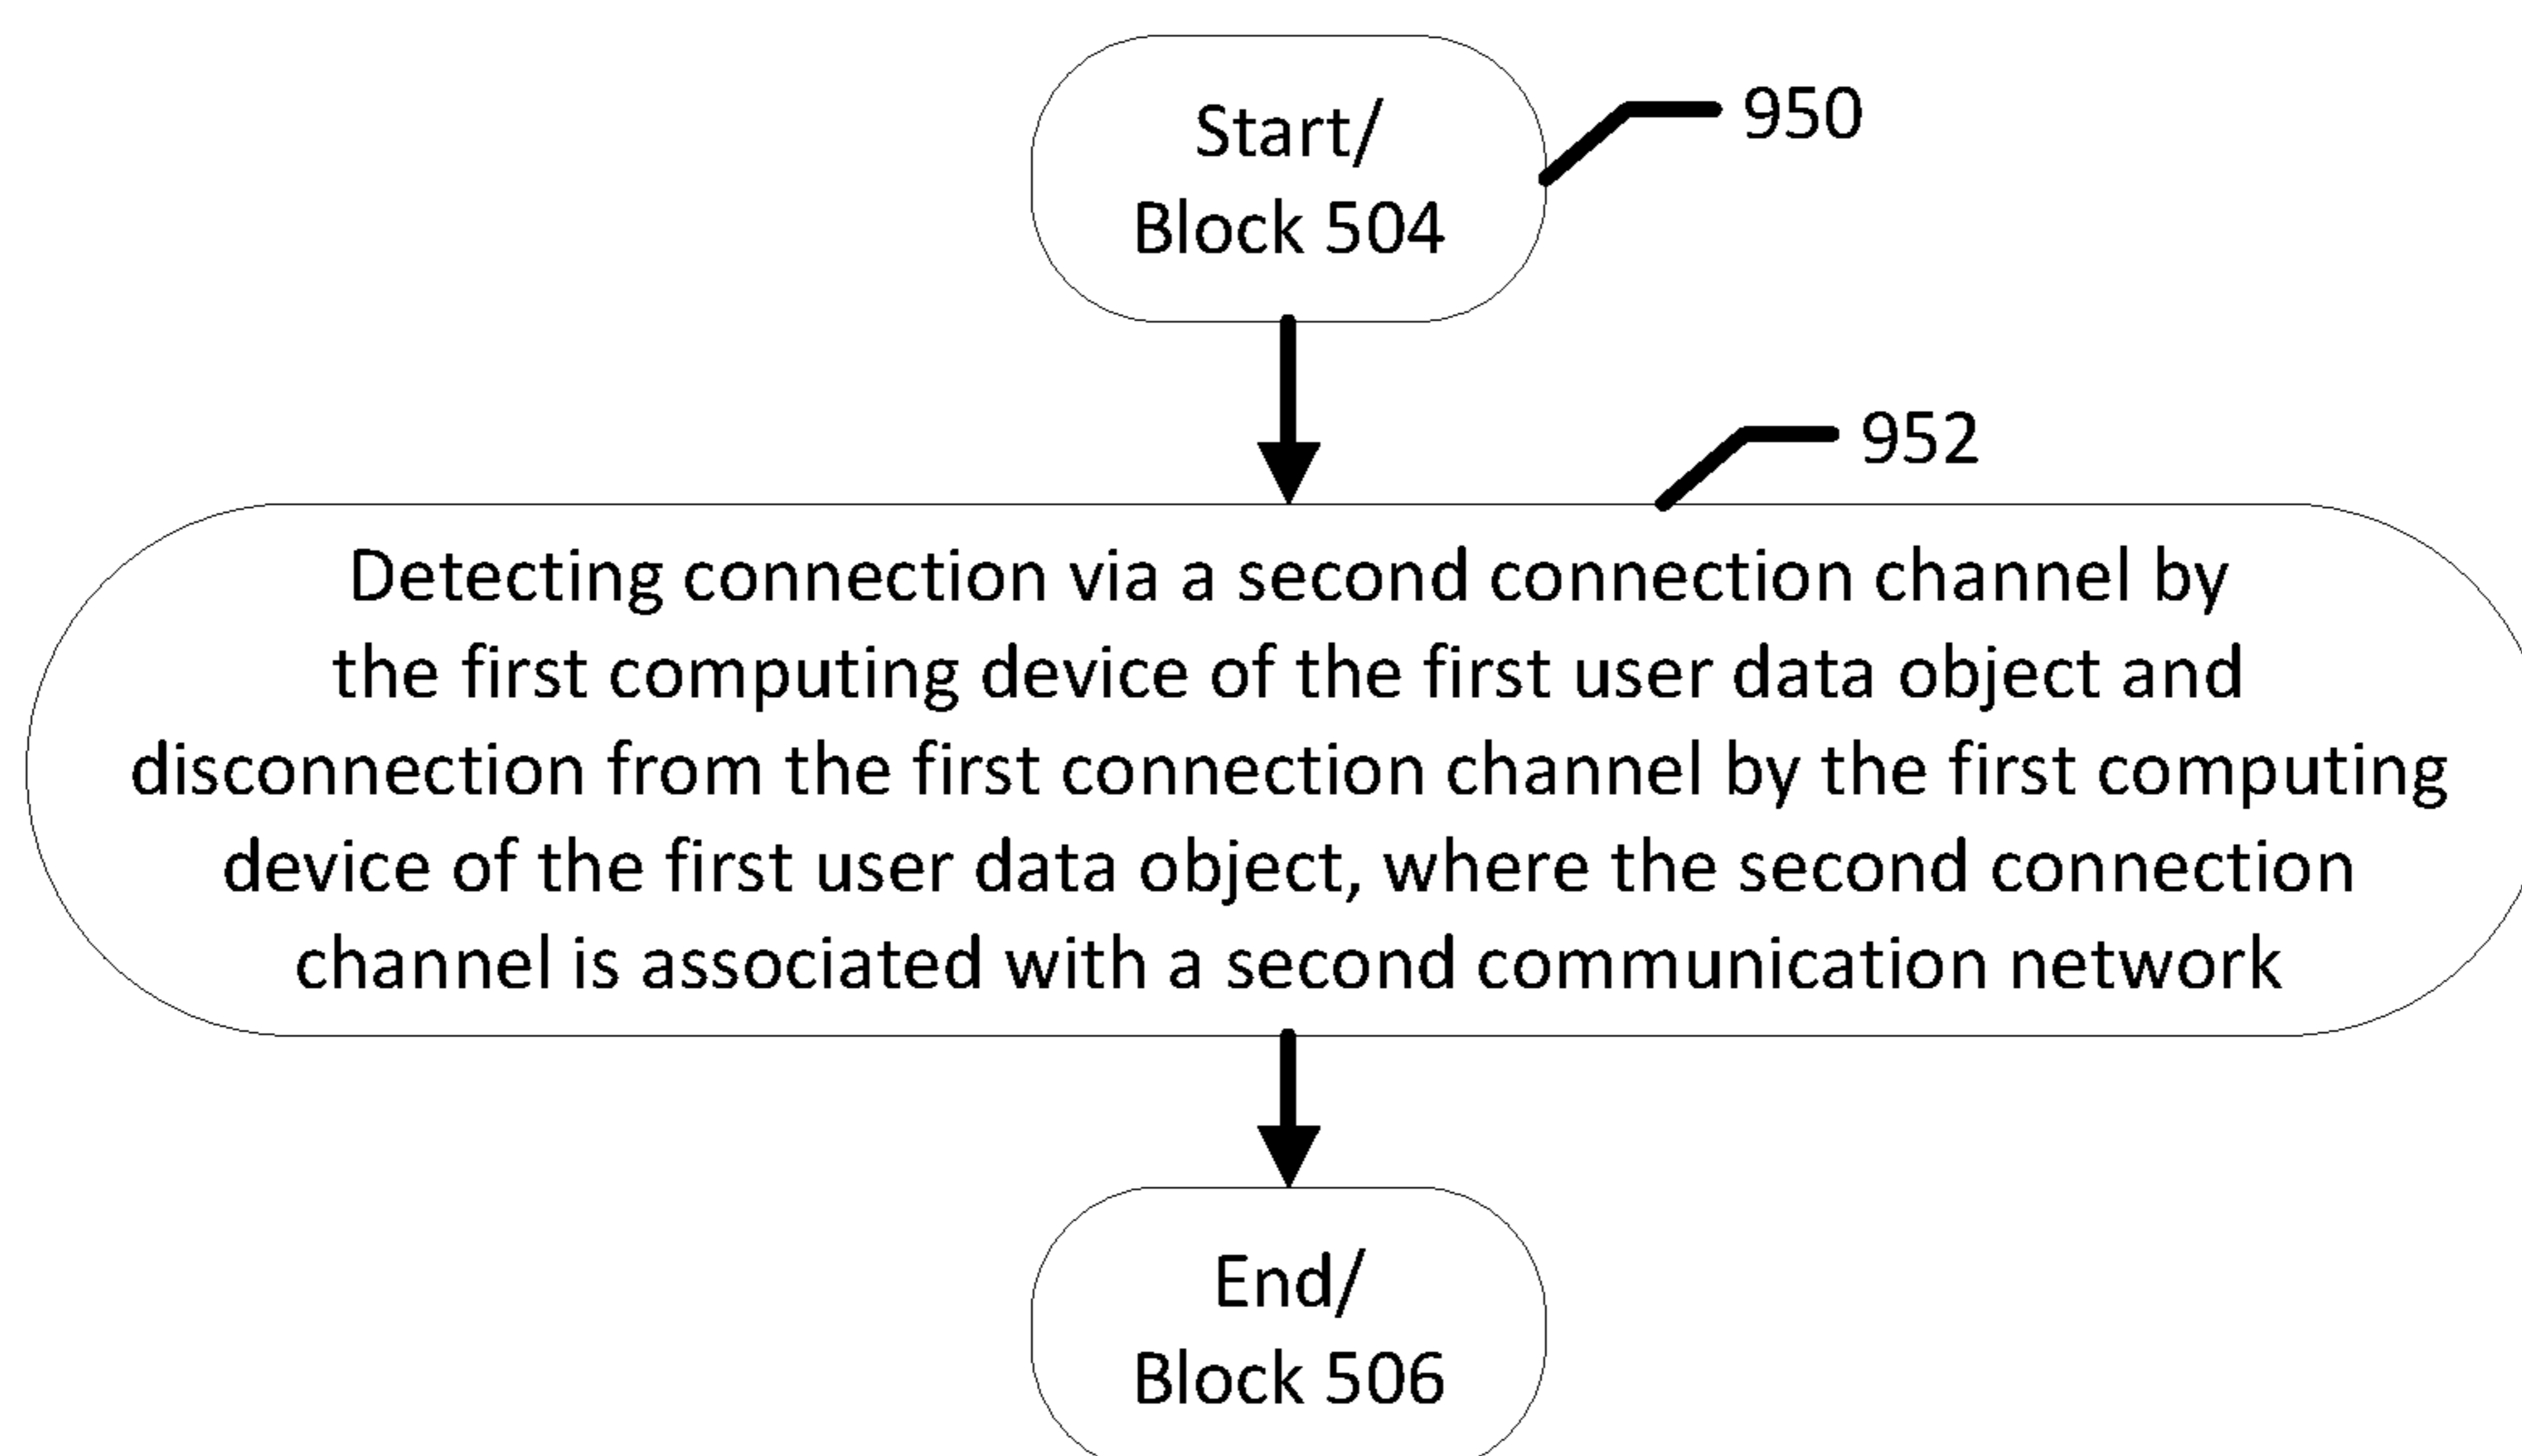 Start/
Block 504
950
952
Detecting connection via a second connection channel by
the first computing device of the first user data object and
disconnection from the first connection channel by the first computing
device of the first user data object, where the second connection
channel is associated with a second communication network
End/
Block 506